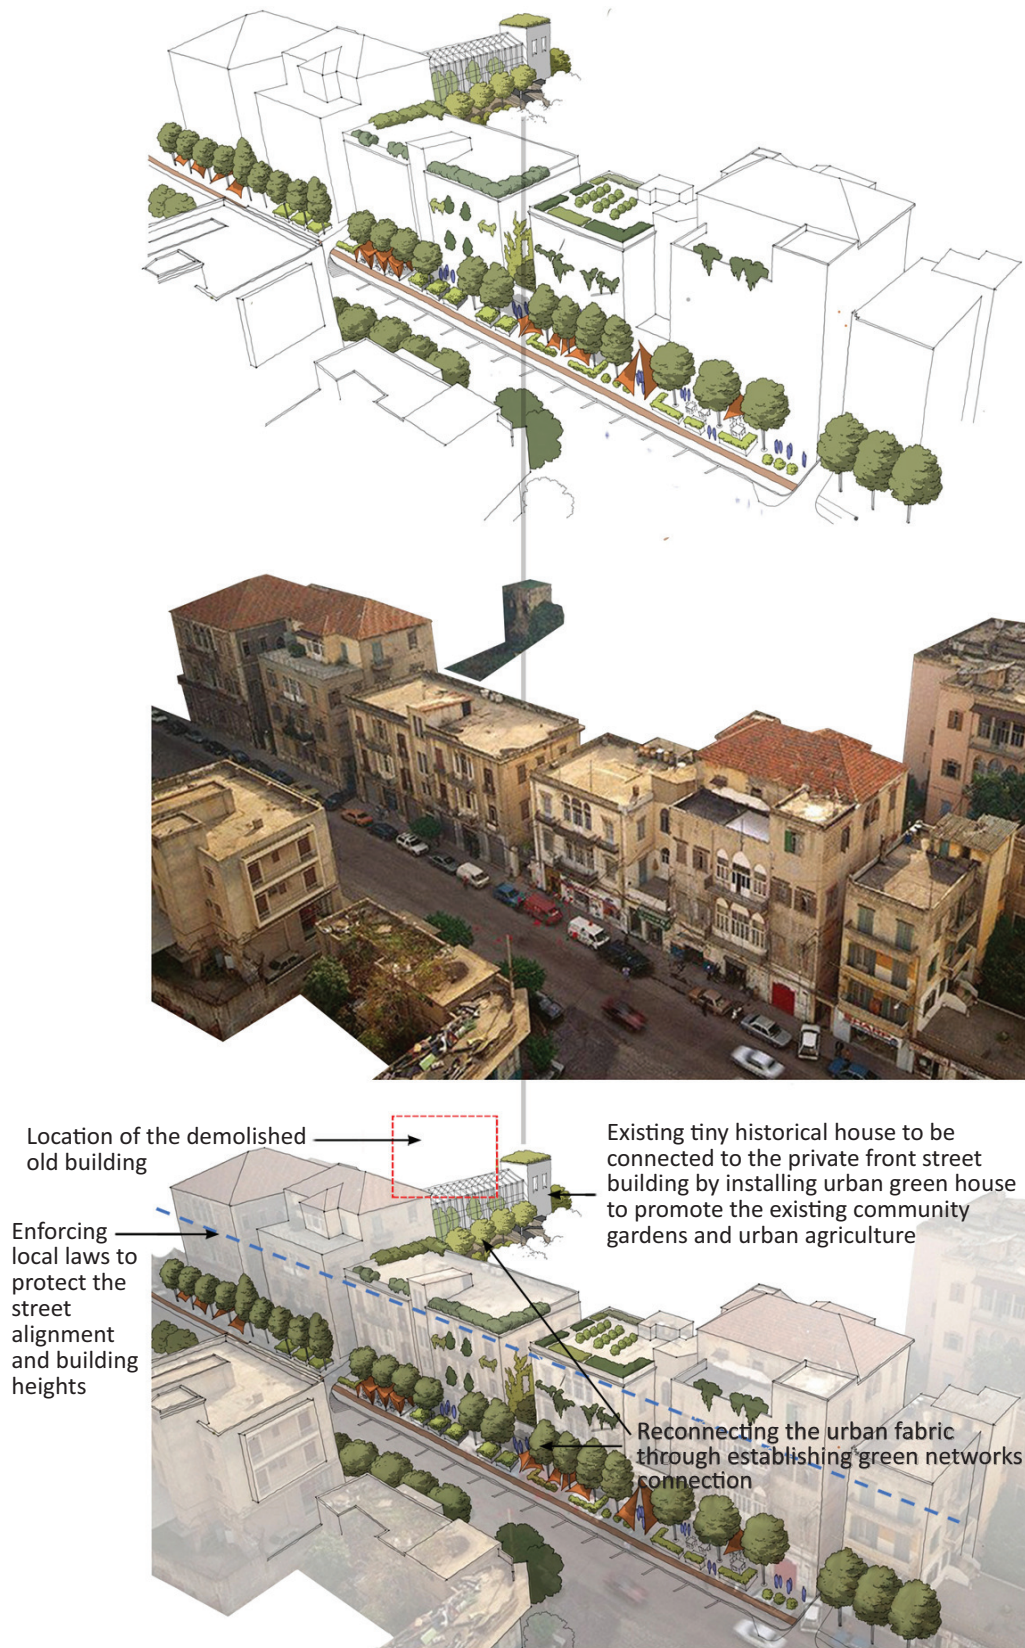 Location of the demolished
old building
Existing tiny historical house to be
connected to the private front street
building by installing urban green house
to promote the existing community
gardens and urban agriculture
Enforcing
local laws to
protect the
street
alignment
and building
heights
Reconnecting the urban fabric
through establishing green networks
connection